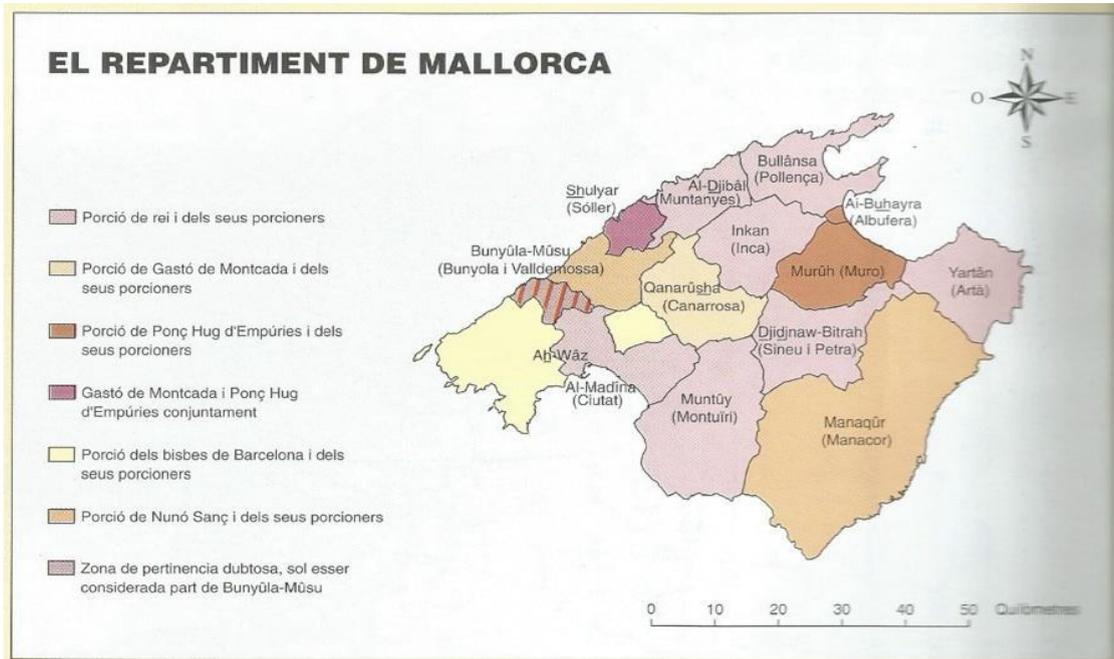 EL REPARTIMENT DE MALLORCA
N
O
E
S
Porció de rei i dels seus porcioners
Porció de Gastó de Montcada i dels
seus porcioners
Porció de Ponç Hug d'Empúries i dels
seus porcioners
Gastó de Montcada i Ponç Hug
d'Empúries conjuntament
Porció dels bisbes de Barcelona i dels
seus porcioners
Porció de Nunó Sanç i dels seus porcioners
Zona de pertinencia dubtosa, sol esser
considerada part de Bunyûla-Mûsu
Bullânsa
(Pollença)
Al-Djibâl
(Muntanyes)
Shulyar
(Sóller)
Al-Buhayra
(Albufera)
Inkan
(Inca)
Bunyûla-Mûsu
(Bunyola i Valldemossa)
Murûh (Muro)
Yartân
(Artà)
Qanarûsha
(Canarrosa)
Djidjnaw-Bitrah
(Sineu i Petra)
Ah-Wâz
Al-Madîna
(Ciutat)
Muntûy
(Montuïri)
Manaqûr
(Manacor)
0 10 20 30 40 50 Quilòmetres